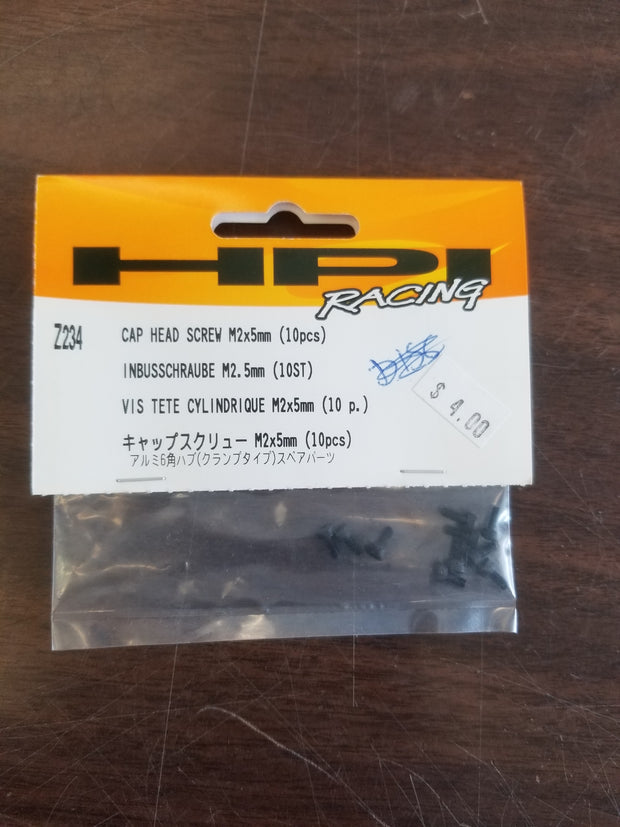 HPI
RACING
Z234
CAP HEAD SCREW M2x5mm (10pcs)
INBUSSCHRAUBE M2.5mm (10ST)
VIS TETE CYLINDRIQUE M2x5mm (10 p.)
キャップスクリュー M2x5mm (10pcs)
アルミ6角ハブ(クランプタイプ)スペアパーツ
$ 4.00